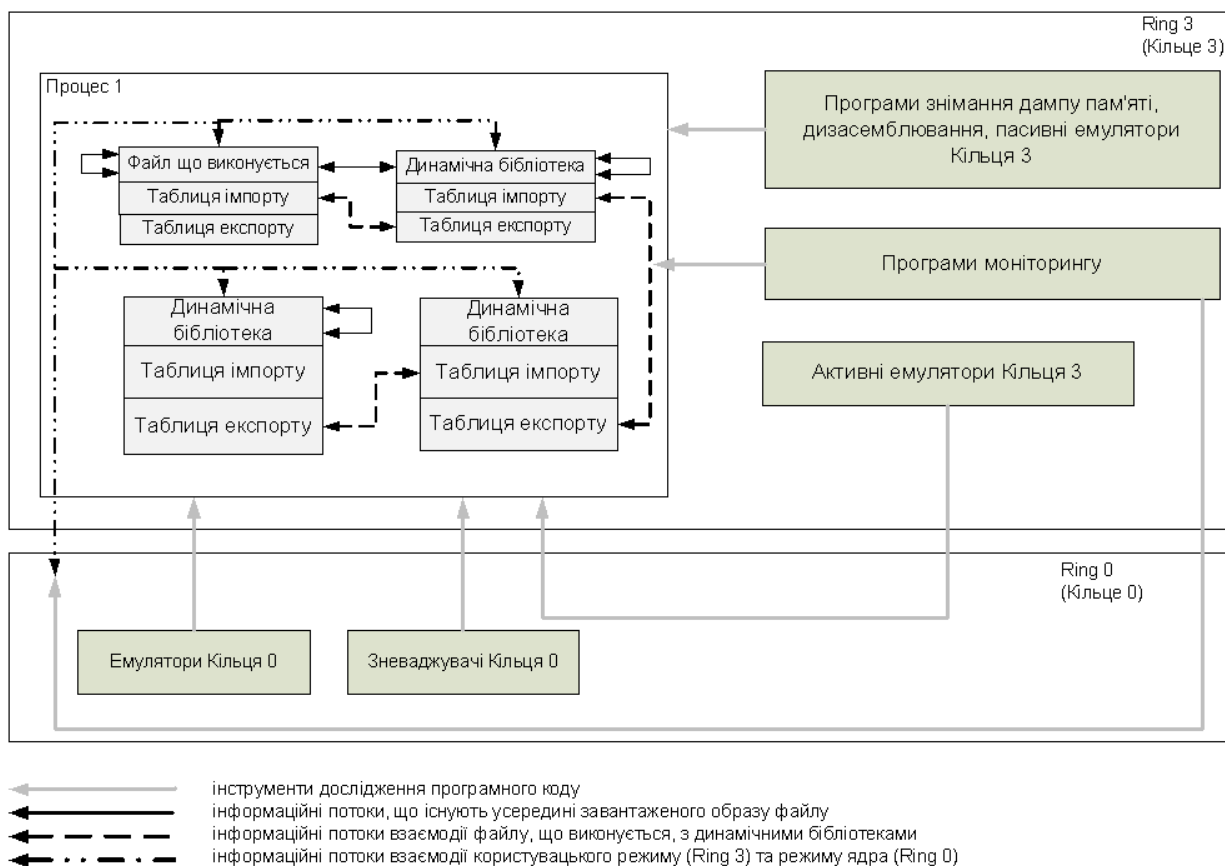 Ring 3
(Кільце 3)
Процес 1
Файл що виконується
Таблиця імпорту
Таблиця експорту
Динамічна бібліотека
Таблиця імпорту
Таблиця експорту
Програми знімання дампу пам'яті,
дизасемблювання, пасивні емулятори
Кільця 3
Програми моніторингу
Динамічна
бібліотека
Таблиця імпорту
Таблиця експорту
Динамічна
бібліотека
Таблиця імпорту
Таблиця експорту
Активні емулятори Кільця 3
Ring 0
(Кільце 0)
Емулятори Кільця 0
Зневаджувачі Кільця 0
інструменти дослідження програмного коду
інформаційні потоки, що існують усередині завантаженого образу файлу
інформаційні потоки взаємодії файлу, що виконується, з динамічними бібліотеками
інформаційні потоки взаємодії користувацького режиму (Ring 3) та режиму ядра (Ring 0)